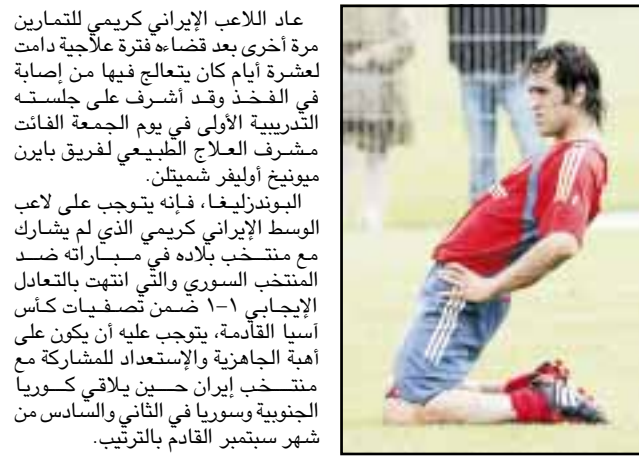 عاد اللاعب الإيراني كريمي للتمارين
مرة أخرى بعد قضاءه فترة علاجية دامت
لعشرة أيام كان يتعالج فيها من إصابة
في الفخذ وقد أشرف على جلسته
التدريبية الأولى في يوم الجمعة الفائت
مشرف العلاج الطبيعي لفريق بايرن
ميونيخ أوليفر شميتلن.
البوندزليغا، فإنه يتوجب على لاعب
الوسط الإيراني كريمي الذي لم يشارك
مع منتخب بلاده في مباراته ضد
المنتخب السوري والتي انتهت بالتعادل
الإيجابي ١–١ ضمن تصفيات كأس
آسيا القادمة، يتوجب عليه أن يكون على
أهبة الجاهزية والإستعداد للمشاركة مع
منتخب إيران حين يلاقي كوريا
الجنوبية وسوريا في الثاني والسادس من
شهر سبتمبر القادم بالترتيب.